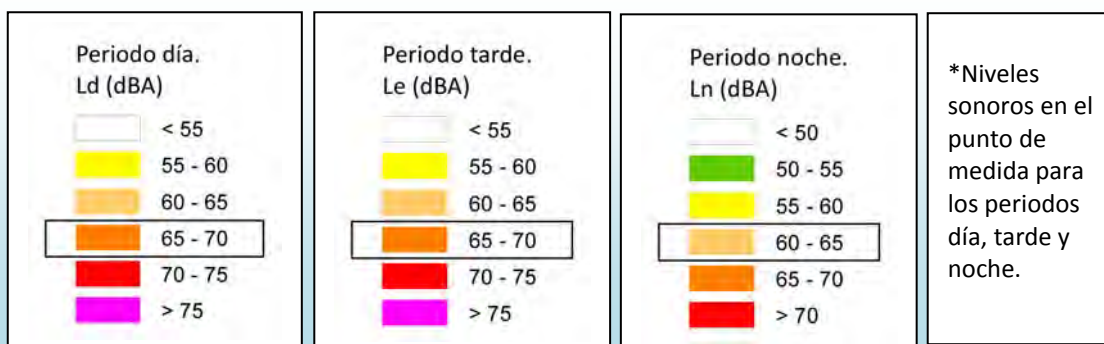 Periodo día.
Ld (dBA)
< 55
55 - 60
60 - 65
65 - 70
70 - 75
> 75
Periodo tarde.
Le (dBA)
< 55
55 - 60
60 - 65
65 - 70
70 - 75
> 75
Periodo noche.
Ln (dBA)
< 50
50 - 55
55 - 60
60 - 65
65 - 70
> 70
*Niveles
sonoros en el
punto de
medida para
los periodos
día, tarde y
noche.